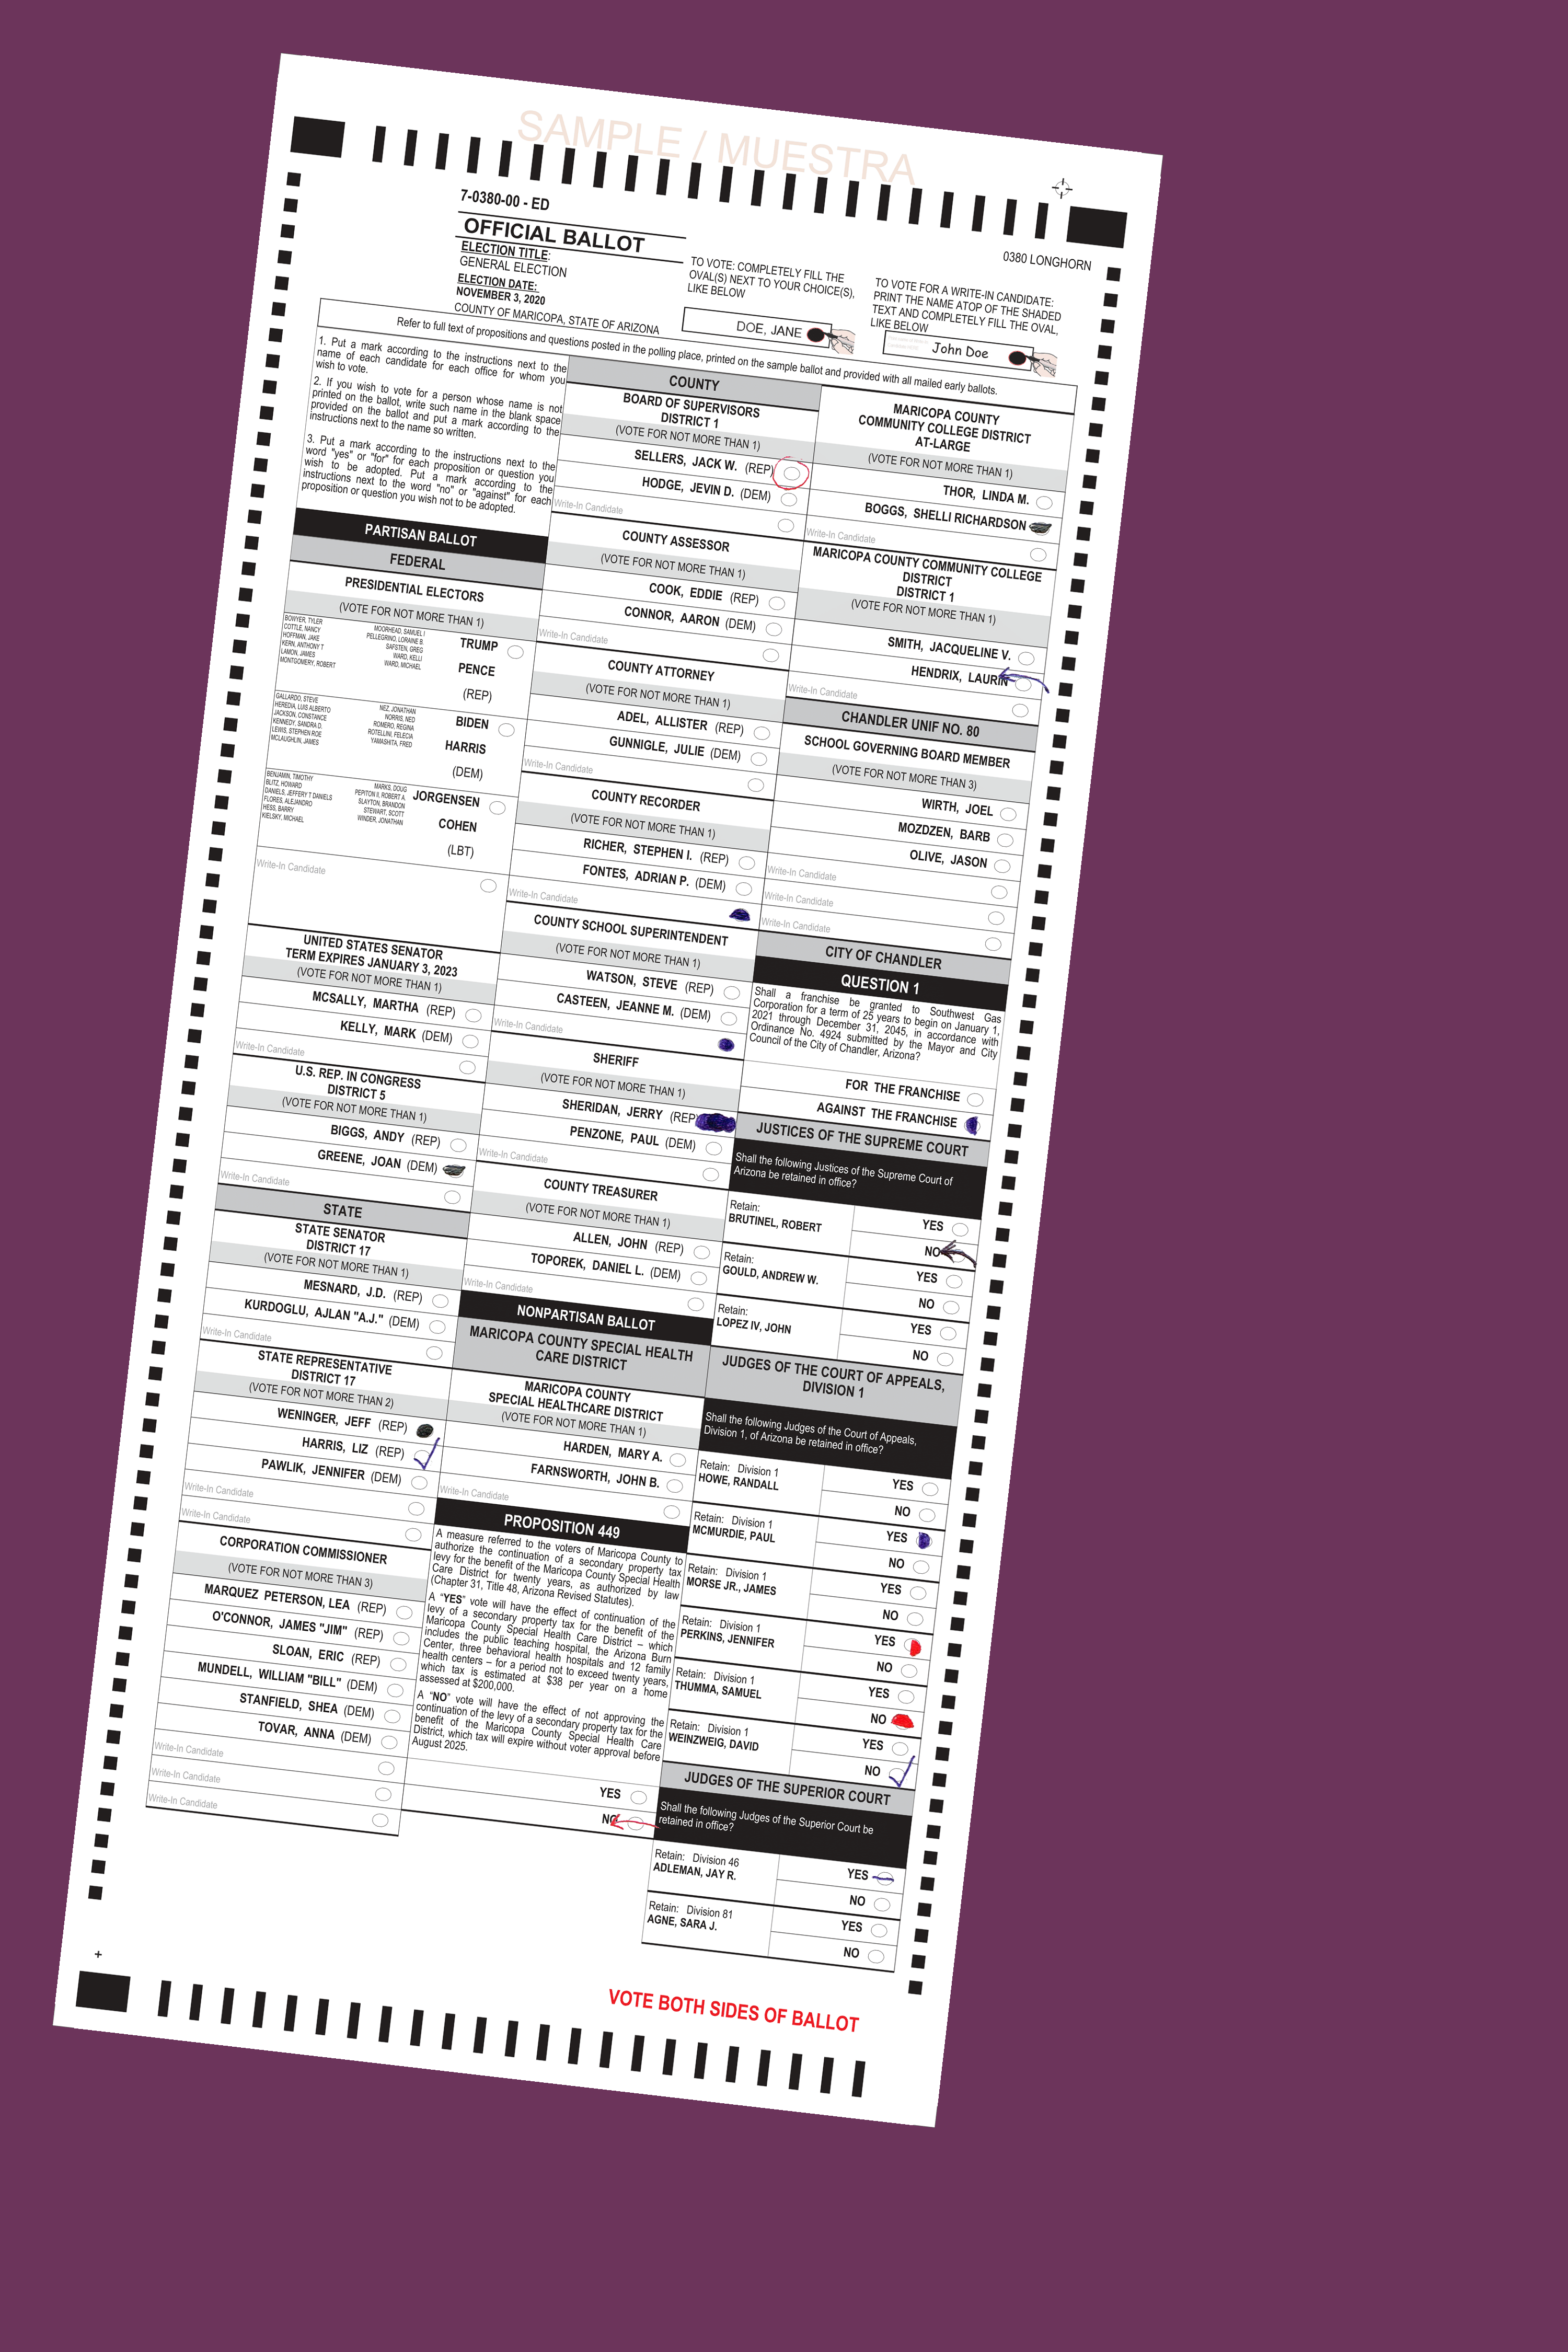 SAMPLE / MUESTRA
7-0380-00 - ED
0380 LONGHORN
OFFICIAL BALLOT
ELECTION TITLE:
GENERAL ELECTION
ELECTION DATE:
NOVEMBER 3, 2020
COUNTY OF MARICOPA, STATE OF ARIZONA
TO VOTE: COMPLETELY FILL THE
OVAL(S) NEXT TO YOUR CHOICE(S),
LIKE BELOW
DOE, JANE
TO VOTE FOR A WRITE-IN CANDIDATE:
PRINT THE NAME ATOP OF THE SHADED
TEXT AND COMPLETELY FILL THE OVAL,
LIKE BELOW
John Doe
Refer to full text of propositions and questions posted in the polling place, printed on the sample ballot and provided with all mailed early ballots.
1. Put a mark according to the instructions next to the
name of each candidate for each office for whom you
wish to vote.
2. If you wish to vote for a person whose name is not
printed on the ballot, write such name in the blank space
provided on the ballot and put a mark according to the
instructions next to the name so written.
3. Put a mark according to the instructions next to the
word "yes" or "for" for each proposition or question you
wish to be adopted. Put a mark according to the
instructions next to the word "no" or "against" for each
proposition or question you wish not to be adopted.
PARTISAN BALLOT
FEDERAL
PRESIDENTIAL ELECTORS
(VOTE FOR NOT MORE THAN 1)
BOWYER, TYLER
COTTLE, NANCY
HOFFMAN, JAKE
KERN, ANTHONY T
LAMON, JAMES
MONTGOMERY, ROBERT
MOORHEAD, SAMUEL I
PELLEGRINO, LORAINE B.
SAFSTEN, GREG
WARD, KELLI
WARD, MICHAEL
TRUMP
PENCE
(REP)
GALLARDO, STEVE
HEREDIA, LUIS ALBERTO
JACKSON, CONSTANCE
KENNEDY, SANDRA D.
LEWIS, STEPHEN ROE
MCLAUGHLIN, JAMES
NEZ, JONATHAN
NORRIS, NED
ROMERO, REGINA
ROTELLINI, FELECIA
YAMASHITA, FRED
BIDEN
HARRIS
(DEM)
BENJAMIN, TIMOTHY
BLITZ, HOWARD
DANIELS, JEFFERY T DANIELS
FLORES, ALEJANDRO
HESS, BARRY
KIELSKY, MICHAEL
MARKS, DOUG
PEPITON II, ROBERT A.
SLAYTON, BRANDON
STEWART, SCOTT
WINDER, JONATHAN
JORGENSEN
COHEN
(LBT)
Write-In Candidate
UNITED STATES SENATOR
TERM EXPIRES JANUARY 3, 2023
(VOTE FOR NOT MORE THAN 1)
MCSALLY, MARTHA (REP)
KELLY, MARK (DEM)
Write-In Candidate
U.S. REP. IN CONGRESS
DISTRICT 5
(VOTE FOR NOT MORE THAN 1)
BIGGS, ANDY (REP)
GREENE, JOAN (DEM)
Write-In Candidate
STATE
STATE SENATOR
DISTRICT 17
(VOTE FOR NOT MORE THAN 1)
MESNARD, J.D. (REP)
KURDOGLU, AJLAN "A.J." (DEM)
Write-In Candidate
STATE REPRESENTATIVE
DISTRICT 17
(VOTE FOR NOT MORE THAN 2)
WENINGER, JEFF (REP)
HARRIS, LIZ (REP)
PAWLIK, JENNIFER (DEM)
Write-In Candidate
Write-In Candidate
CORPORATION COMMISSIONER
(VOTE FOR NOT MORE THAN 3)
MARQUEZ PETERSON, LEA (REP)
O'CONNOR, JAMES "JIM" (REP)
SLOAN, ERIC (REP)
MUNDELL, WILLIAM "BILL" (DEM)
STANFIELD, SHEA (DEM)
TOVAR, ANNA (DEM)
Write-In Candidate
Write-In Candidate
Write-In Candidate
COUNTY
BOARD OF SUPERVISORS
DISTRICT 1
(VOTE FOR NOT MORE THAN 1)
SELLERS, JACK W. (REP)
HODGE, JEVIN D. (DEM)
Write-In Candidate
COUNTY ASSESSOR
(VOTE FOR NOT MORE THAN 1)
COOK, EDDIE (REP)
CONNOR, AARON (DEM)
Write-In Candidate
COUNTY ATTORNEY
(VOTE FOR NOT MORE THAN 1)
ADEL, ALLISTER (REP)
GUNNIGLE, JULIE (DEM)
Write-In Candidate
COUNTY RECORDER
(VOTE FOR NOT MORE THAN 1)
RICHER, STEPHEN I. (REP)
FONTES, ADRIAN P. (DEM)
Write-In Candidate
COUNTY SCHOOL SUPERINTENDENT
(VOTE FOR NOT MORE THAN 1)
WATSON, STEVE (REP)
CASTEEN, JEANNE M. (DEM)
Write-In Candidate
SHERIFF
(VOTE FOR NOT MORE THAN 1)
SHERIDAN, JERRY (REP)
PENZONE, PAUL (DEM)
Write-In Candidate
COUNTY TREASURER
(VOTE FOR NOT MORE THAN 1)
ALLEN, JOHN (REP)
TOPOREK, DANIEL L. (DEM)
Write-In Candidate
NONPARTISAN BALLOT
MARICOPA COUNTY SPECIAL HEALTH
CARE DISTRICT
MARICOPA COUNTY
SPECIAL HEALTHCARE DISTRICT
(VOTE FOR NOT MORE THAN 1)
HARDEN, MARY A.
FARNSWORTH, JOHN B.
Write-In Candidate
PROPOSITION 449
A measure referred to the voters of Maricopa County to
authorize the continuation of a secondary property tax
levy for the benefit of the Maricopa County Special Health
Care District for twenty years, as authorized by law
(Chapter 31, Title 48, Arizona Revised Statutes).
A “YES” vote will have the effect of continuation of the
levy of a secondary property tax for the benefit of the
Maricopa County Special Health Care District – which
includes the public teaching hospital, the Arizona Burn
Center, three behavioral health hospitals and 12 family
health centers – for a period not to exceed twenty years,
which tax is estimated at $38 per year on a home
assessed at $200,000.
A “NO” vote will have the effect of not approving the
continuation of the levy of a secondary property tax for the
benefit of the Maricopa County Special Health Care
District, which tax will expire without voter approval before
August 2025.
YES
NO
MARICOPA COUNTY
COMMUNITY COLLEGE DISTRICT
AT-LARGE
(VOTE FOR NOT MORE THAN 1)
THOR, LINDA M.
BOGGS, SHELLI RICHARDSON
Write-In Candidate
MARICOPA COUNTY COMMUNITY COLLEGE
DISTRICT
DISTRICT 1
(VOTE FOR NOT MORE THAN 1)
SMITH, JACQUELINE V.
HENDRIX, LAURIN
Write-In Candidate
CHANDLER UNIF NO. 80
SCHOOL GOVERNING BOARD MEMBER
(VOTE FOR NOT MORE THAN 3)
WIRTH, JOEL
MOZDZEN, BARB
OLIVE, JASON
Write-In Candidate
Write-In Candidate
Write-In Candidate
CITY OF CHANDLER
QUESTION 1
Shall a franchise be granted to Southwest Gas
Corporation for a term of 25 years to begin on January 1,
2021 through December 31, 2045, in accordance with
Ordinance No. 4924 submitted by the Mayor and City
Council of the City of Chandler, Arizona?
FOR THE FRANCHISE
AGAINST THE FRANCHISE
JUSTICES OF THE SUPREME COURT
Shall the following Justices of the Supreme Court of
Arizona be retained in office?
Retain:
BRUTINEL, ROBERT
YES
NO
Retain:
GOULD, ANDREW W.
YES
NO
Retain:
LOPEZ IV, JOHN
YES
NO
JUDGES OF THE COURT OF APPEALS,
DIVISION 1
Shall the following Judges of the Court of Appeals,
Division 1, of Arizona be retained in office?
Retain: Division 1
HOWE, RANDALL
YES
NO
Retain: Division 1
MCMURDIE, PAUL
YES
NO
Retain: Division 1
MORSE JR., JAMES
YES
NO
Retain: Division 1
PERKINS, JENNIFER
YES
NO
Retain: Division 1
THUMMA, SAMUEL
YES
NO
Retain: Division 1
WEINZWEIG, DAVID
YES
NO
JUDGES OF THE SUPERIOR COURT
Shall the following Judges of the Superior Court be
retained in office?
Retain: Division 46
ADLEMAN, JAY R.
YES
NO
Retain: Division 81
AGNE, SARA J.
YES
NO
VOTE BOTH SIDES OF BALLOT